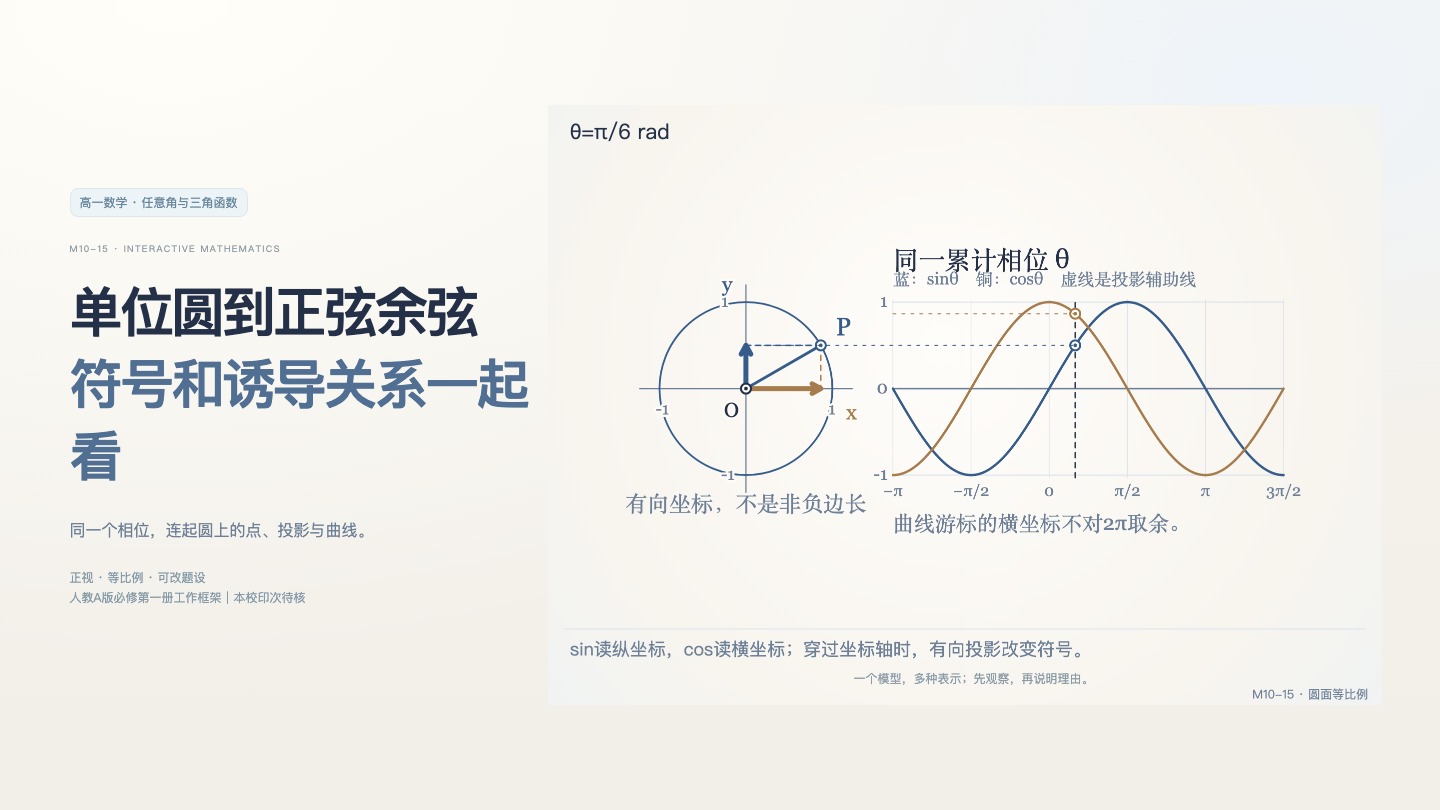 高一数学 · 任意角与三角函数
M10–15 · INTERACTIVE MATHEMATICS
单位圆到正弦余弦
符号和诱导关系一起
看
同一个相位，连起圆上的点、投影与曲线。
正视 · 等比例 · 可改题设
人教A版必修第一册工作框架｜本校印次待核
θ=π/6 rad
y
1
P
-1
O
1
x
-1
有向坐标，不是非负边长
同一累计相位 θ
蓝：sinθ 铜：cosθ 虚线是投影辅助线
1
0
-1
−π −π/2 0 π/2 π 3π/2
曲线游标的横坐标不对2π取余。
sin读纵坐标，cos读横坐标；穿过坐标轴时，有向投影改变符号。
一个模型，多种表示；先观察，再说明理由。
M10–15 · 圆面等比例